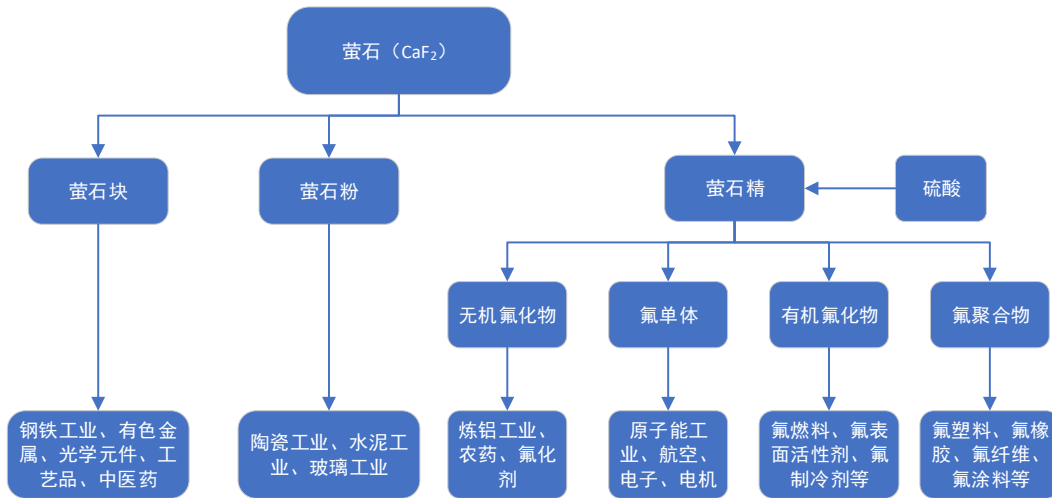 萤石（CaF₂）
萤石块
萤石粉
萤石精
硫酸
无机氟化物
氟单体
有机氟化物
氟聚合物
钢铁工业、有色金
属、光学元件、工
艺品、中医药
陶瓷工业、水泥工
业、玻璃工业
炼铝工业、
农药、氟化
剂
原子能工
业、航空、
电子、电机
氟燃料、氟表
面活性剂、氟
制冷剂等
氟塑料、氟橡
胶、氟纤维、
氟涂料等